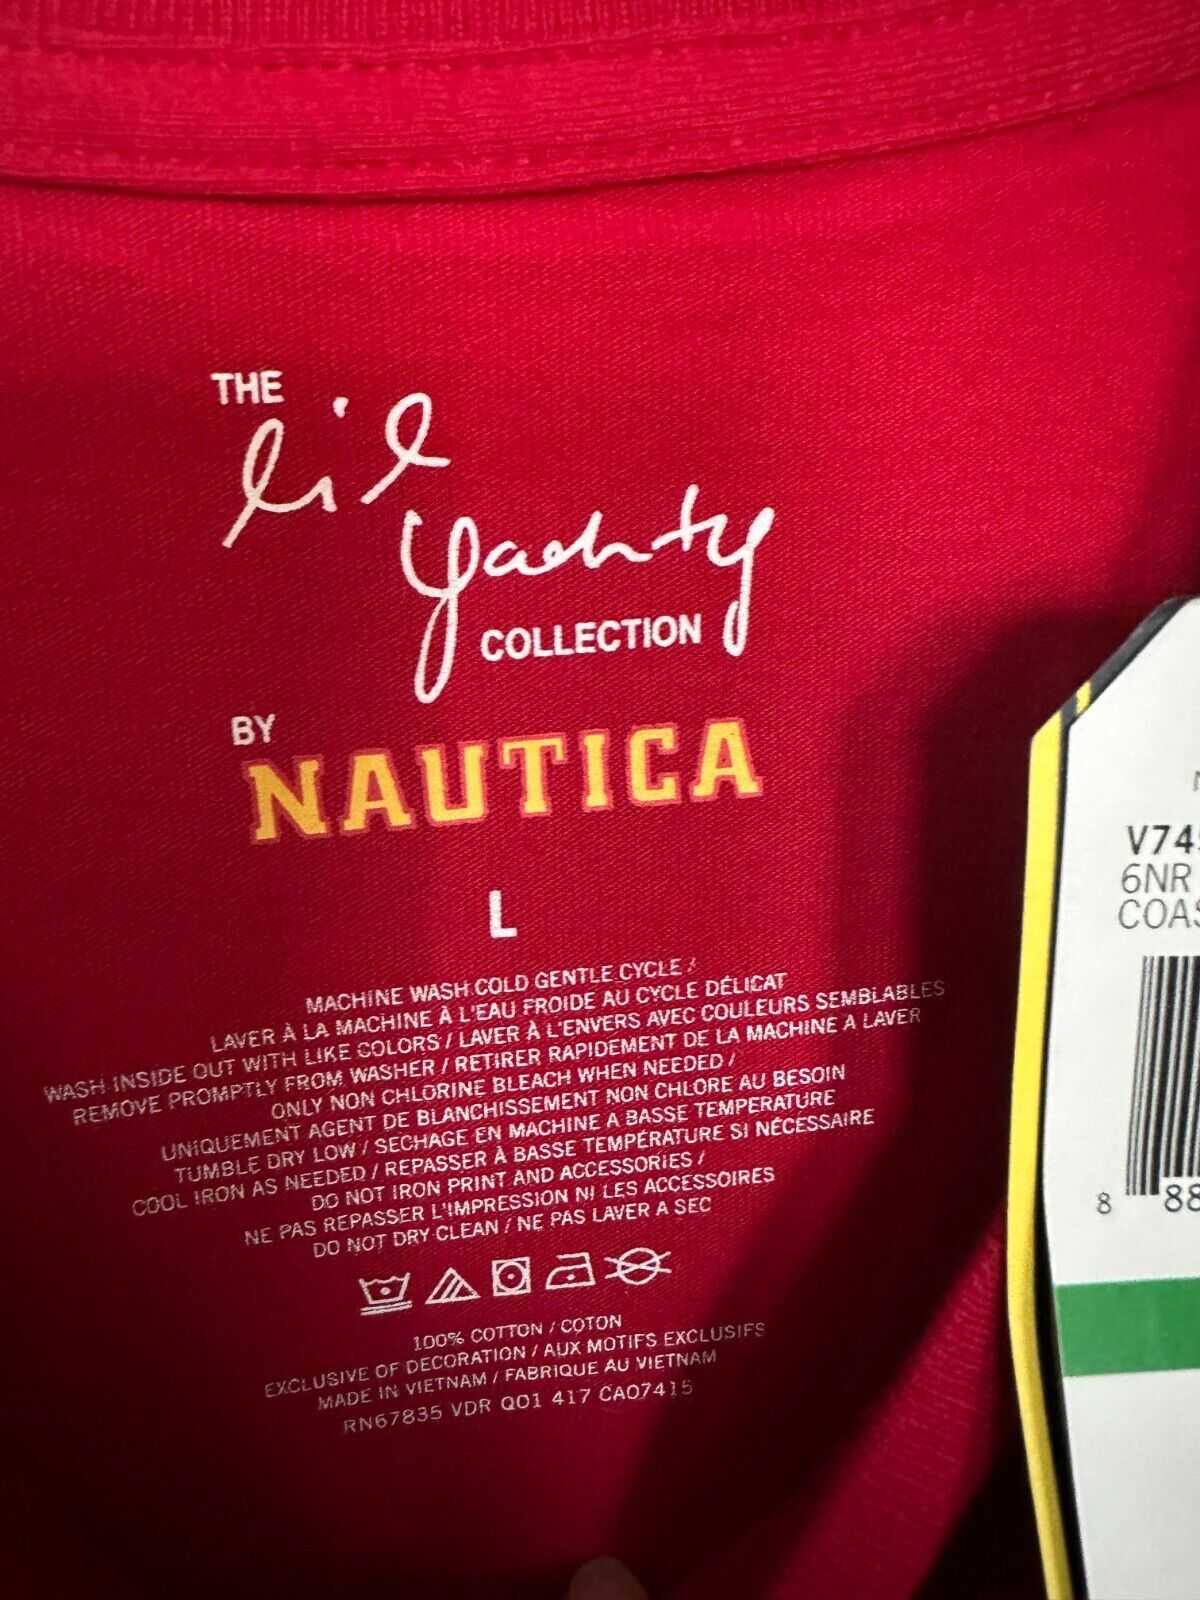 THE
lil
Yachty
COLLECTION
BY
NAUTICA
L
MACHINE WASH COLD GENTLE CYCLE /
LAVER À LA MACHINE À L'EAU FROIDE AU CYCLE DÉLICAT
WASH INSIDE OUT WITH LIKE COLORS / LAVER À L'ENVERS AVEC COULEURS SEMBLABLES
REMOVE PROMPTLY FROM WASHER / RETIRER RAPIDEMENT DE LA MACHINE A LAVER
ONLY NON CHLORINE BLEACH WHEN NEEDED /
UNIQUEMENT AGENT DE BLANCHISSEMENT NON CHLORE AU BESOIN
TUMBLE DRY LOW / SECHAGE EN MACHINE A BASSE TEMPERATURE
COOL IRON AS NEEDED / REPASSER À BASSE TEMPÉRATURE SI NÉCESSAIRE
DO NOT IRON PRINT AND ACCESSORIES /
NE PAS REPASSER L'IMPRESSION NI LES ACCESSOIRES
DO NOT DRY CLEAN / NE PAS LAVER A SEC
100% COTTON / COTON
EXCLUSIVE OF DECORATION / AUX MOTIFS EXCLUSIFS
MADE IN VIETNAM / FABRIQUE AU VIETNAM
RN67835 VDR Q01 417 CA07415
V74
6NR
COAS
8 88